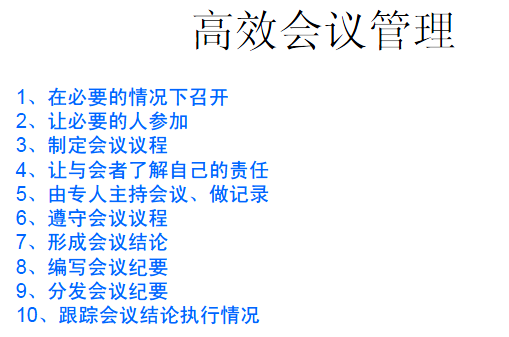 高效会议管理
1、在必要的情况下召开
2、让必要的人参加
3、制定会议议程
4、让与会者了解自己的责任
5、由专人主持会议、做记录
6、遵守会议议程
7、形成会议结论
8、编写会议纪要
9、分发会议纪要
10、跟踪会议结论执行情况